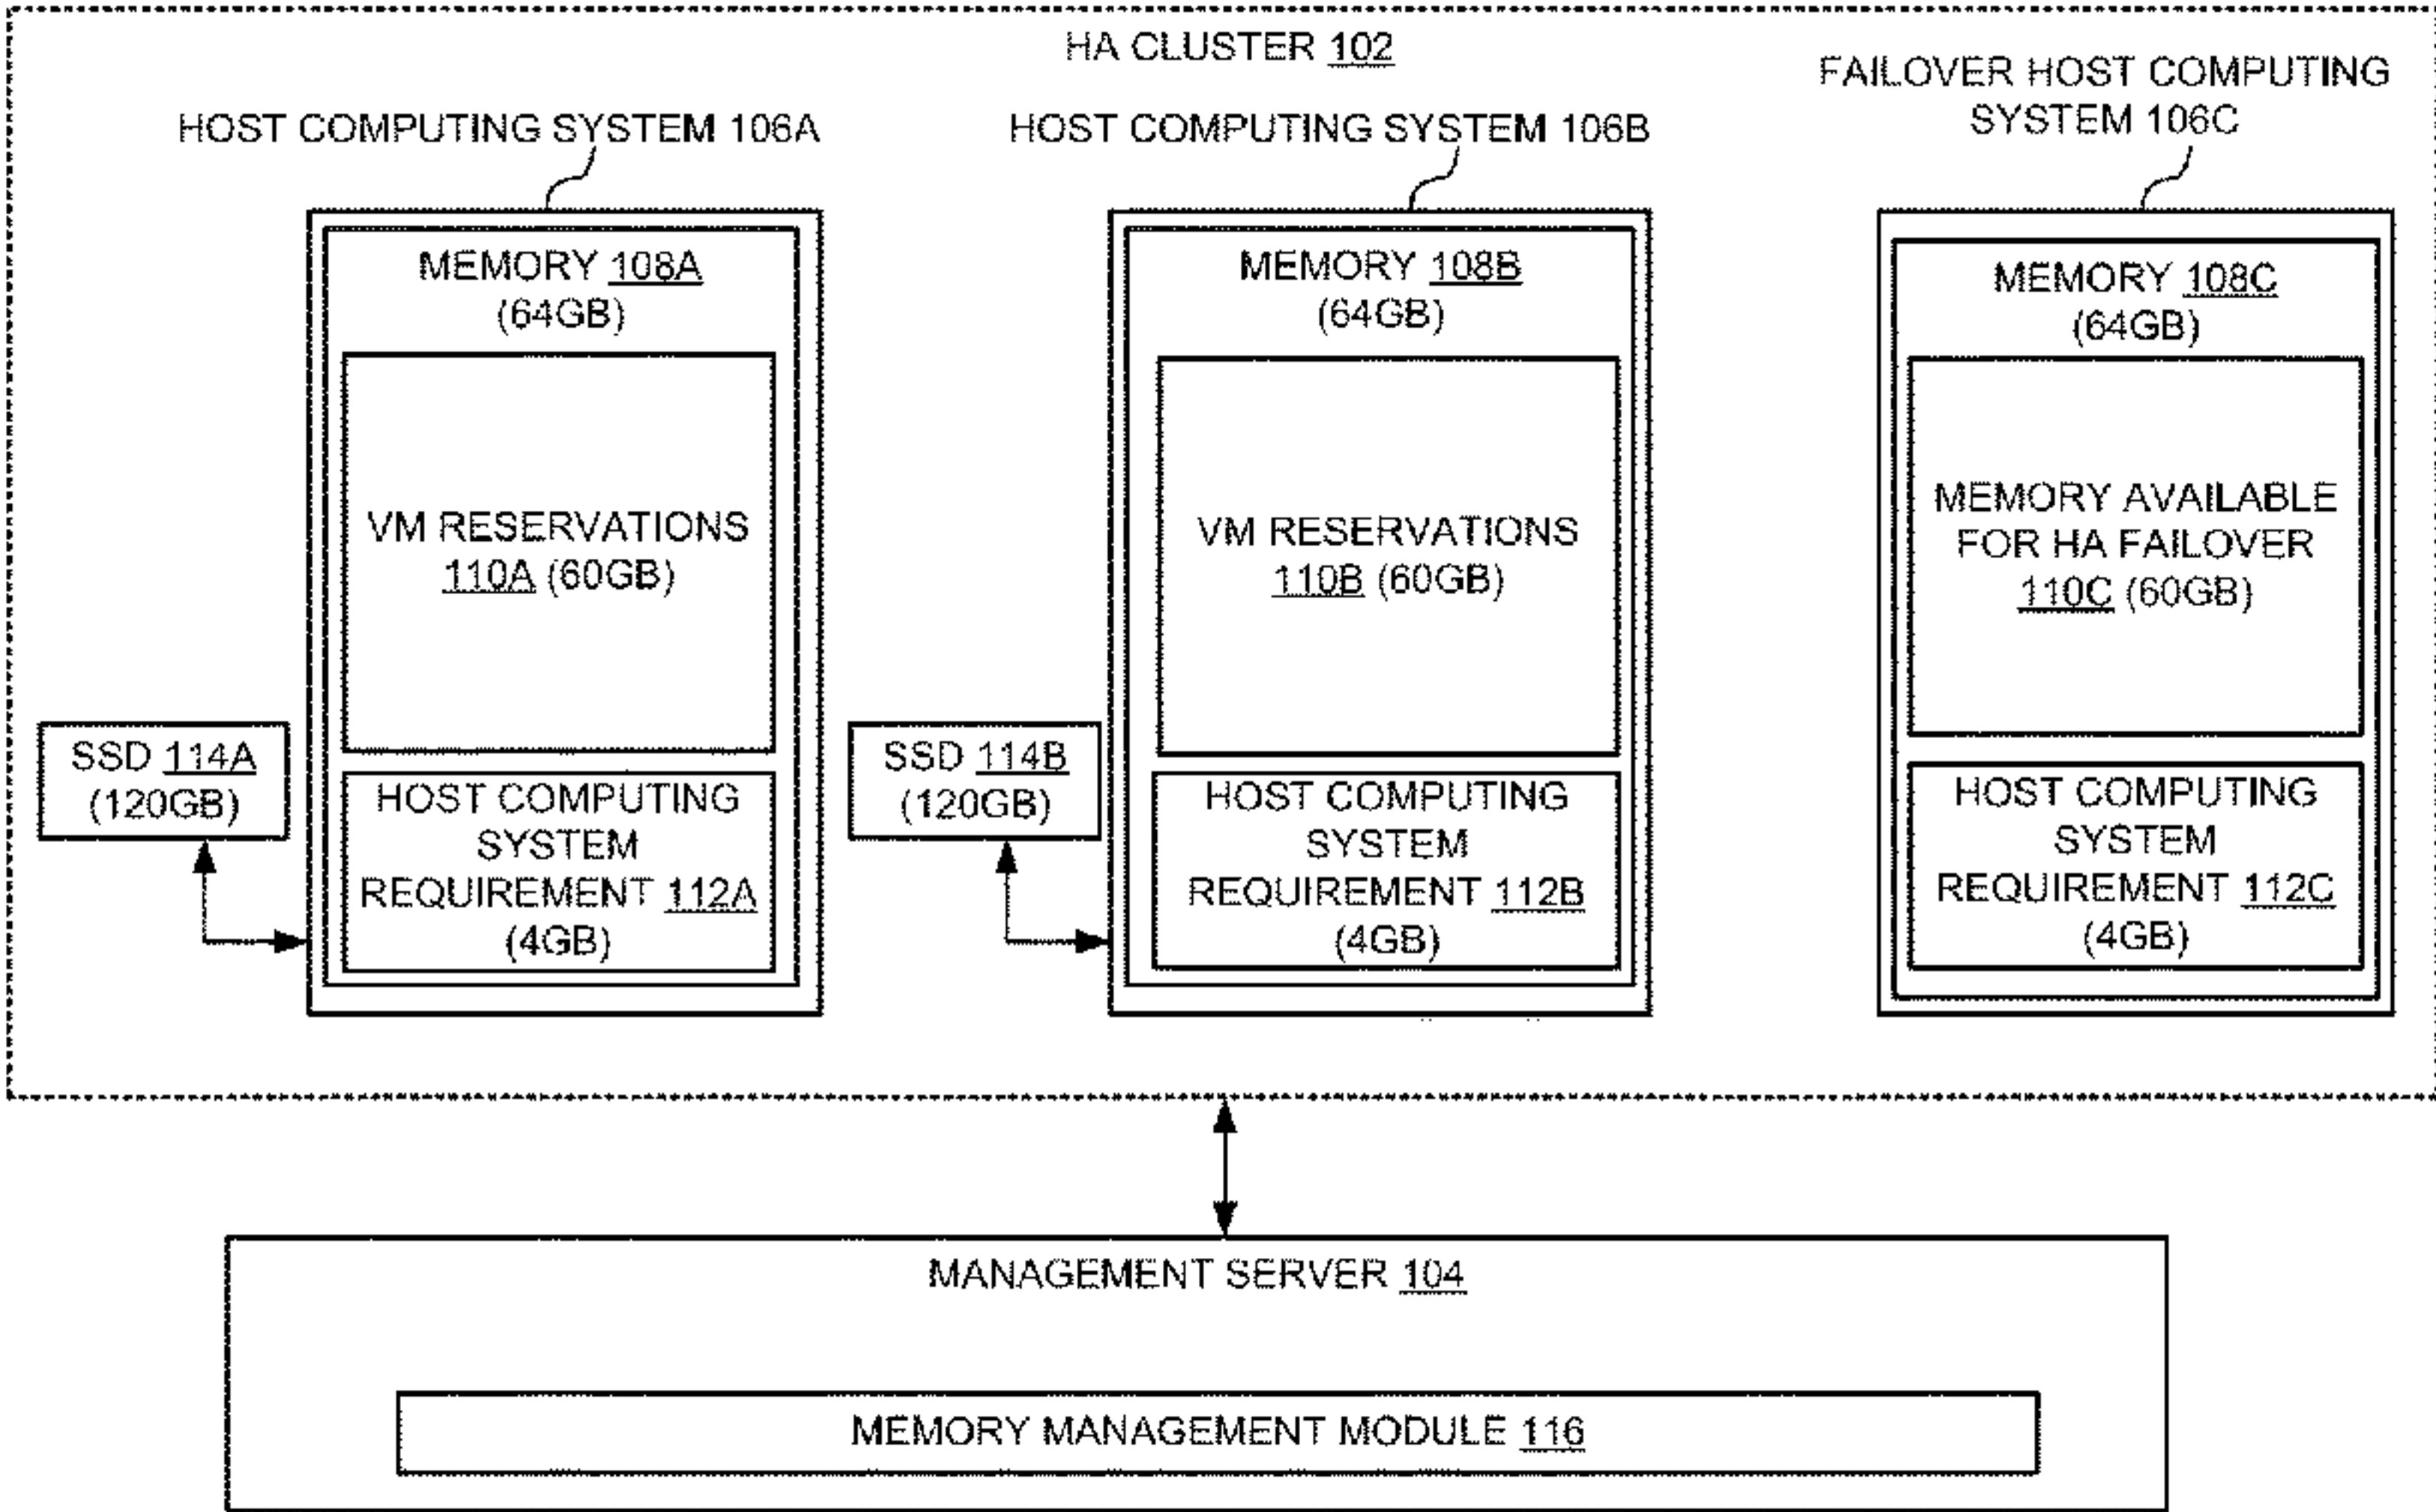 HA CLUSTER 102
HOST COMPUTING SYSTEM 106A
MEMORY 108A
(64GB)
VM RESERVATIONS
110A (60GB)
SSD 114A
(120GB)
HOST COMPUTING
SYSTEM
REQUIREMENT 112A
(4GB)
HOST COMPUTING SYSTEM 106B
MEMORY 108B
(64GB)
VM RESERVATIONS
110B (60GB)
SSD 114B
(120GB)
HOST COMPUTING
SYSTEM
REQUIREMENT 112B
(4GB)
FAILOVER HOST COMPUTING
SYSTEM 106C
MEMORY 108C
(64GB)
MEMORY AVAILABLE
FOR HA FAILOVER
110C (60GB)
HOST COMPUTING
SYSTEM
REQUIREMENT 112C
(4GB)
MANAGEMENT SERVER 104
MEMORY MANAGEMENT MODULE 116